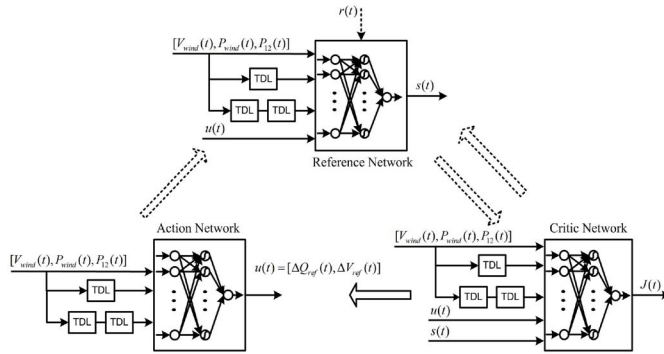 r(t)
[V_wind(t), P_wind(t), P_12(t)]
TDL
TDL TDL
s(t)
u(t)
Reference Network
Action Network
[V_wind(t), P_wind(t), P_12(t)]
TDL
TDL TDL
u(t) = [ΔQ_ref(t), ΔV_ref(t)]
Critic Network
[V_wind(t), P_wind(t), P_12(t)]
TDL
TDL TDL
J(t)
u(t)
s(t)